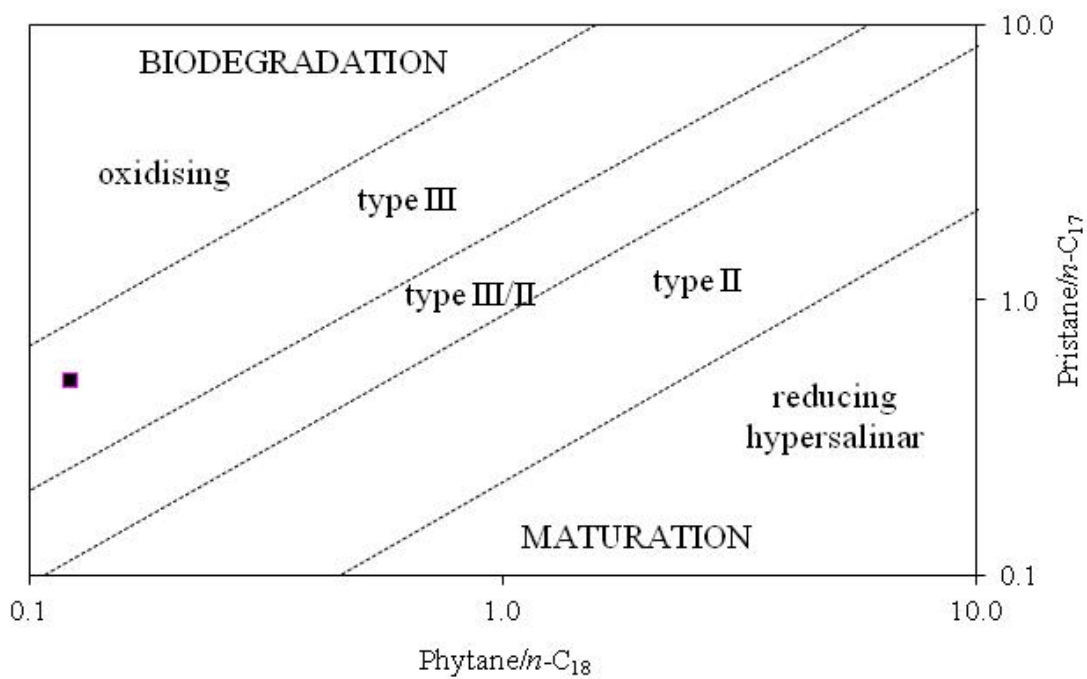 BIODEGRADATION
oxidising
type III
type III/II
type II
reducing
hypersalinar
MATURATION
10.0
1.0
0.1
Pristane/n-C17
0.1
1.0
10.0
Phytane/n-C18